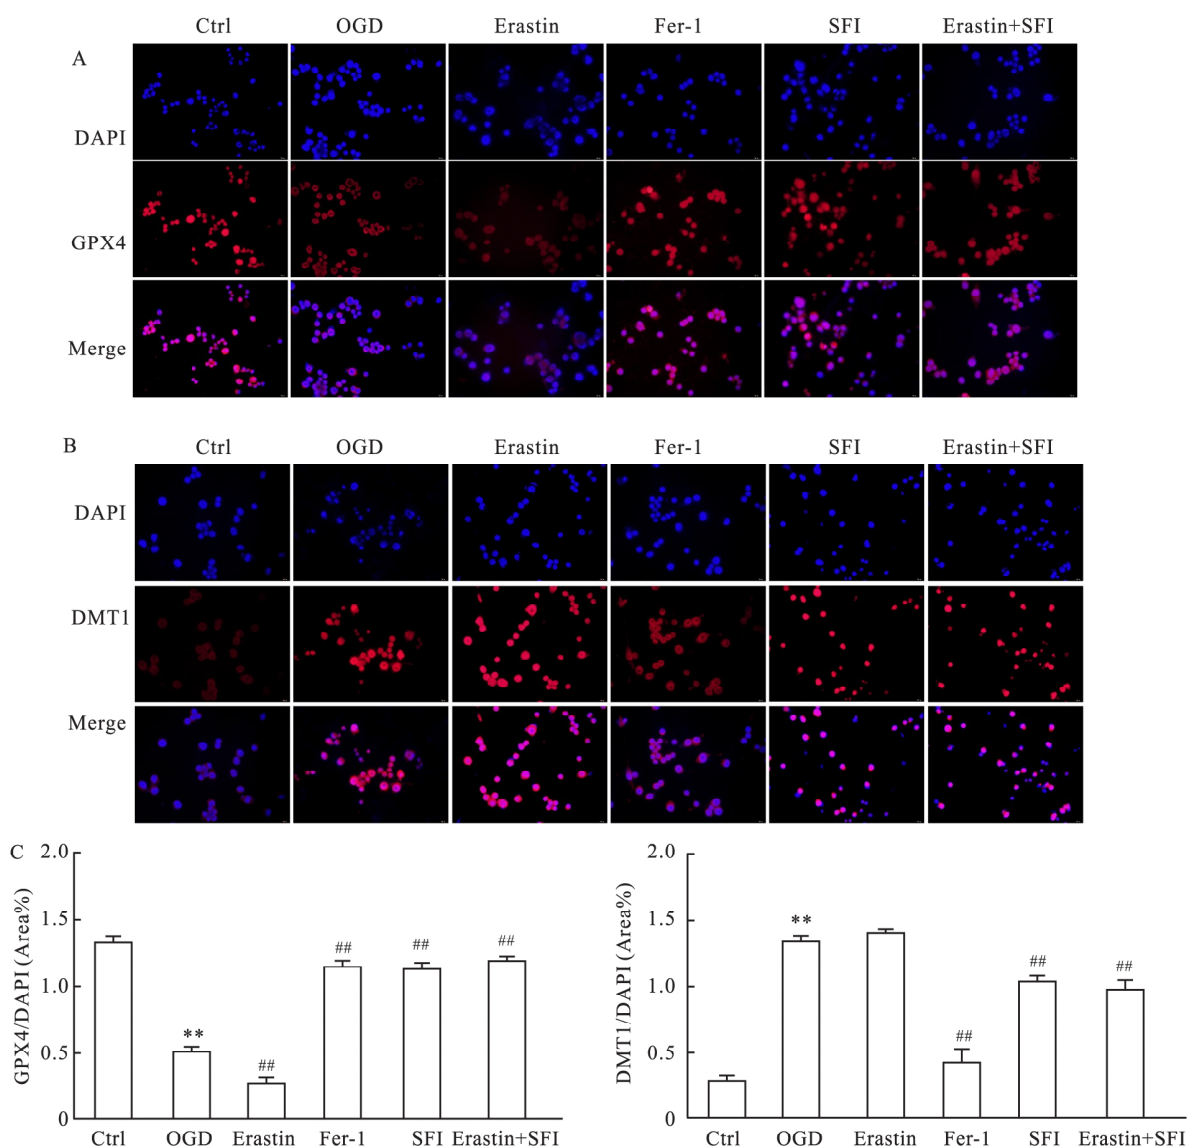 Ctrl OGD Erastin Fer-1 SFI Erastin+SFI
A
DAPI
GPX4
Merge
B
Ctrl OGD Erastin Fer-1 SFI Erastin+SFI
DAPI
DMT1
Merge
C
GPX4/DAPI (Area%)
2.0
1.5
1.0
0.5
0
**
##
##
##
##
Ctrl OGD Erastin Fer-1 SFI Erastin+SFI
DMT1/DAPI (Area%)
2.0
1.5
1.0
0.5
0
**
##
##
##
Ctrl OGD Erastin Fer-1 SFI Erastin+SFI